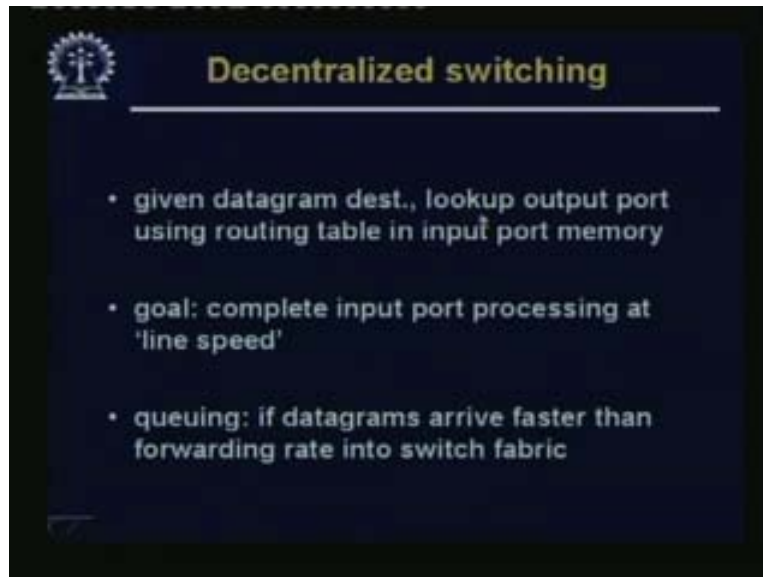 Decentralized switching
• given datagram dest., lookup output port
using routing table in input port memory
• goal: complete input port processing at
‘line speed’
• queuing: if datagrams arrive faster than
forwarding rate into switch fabric